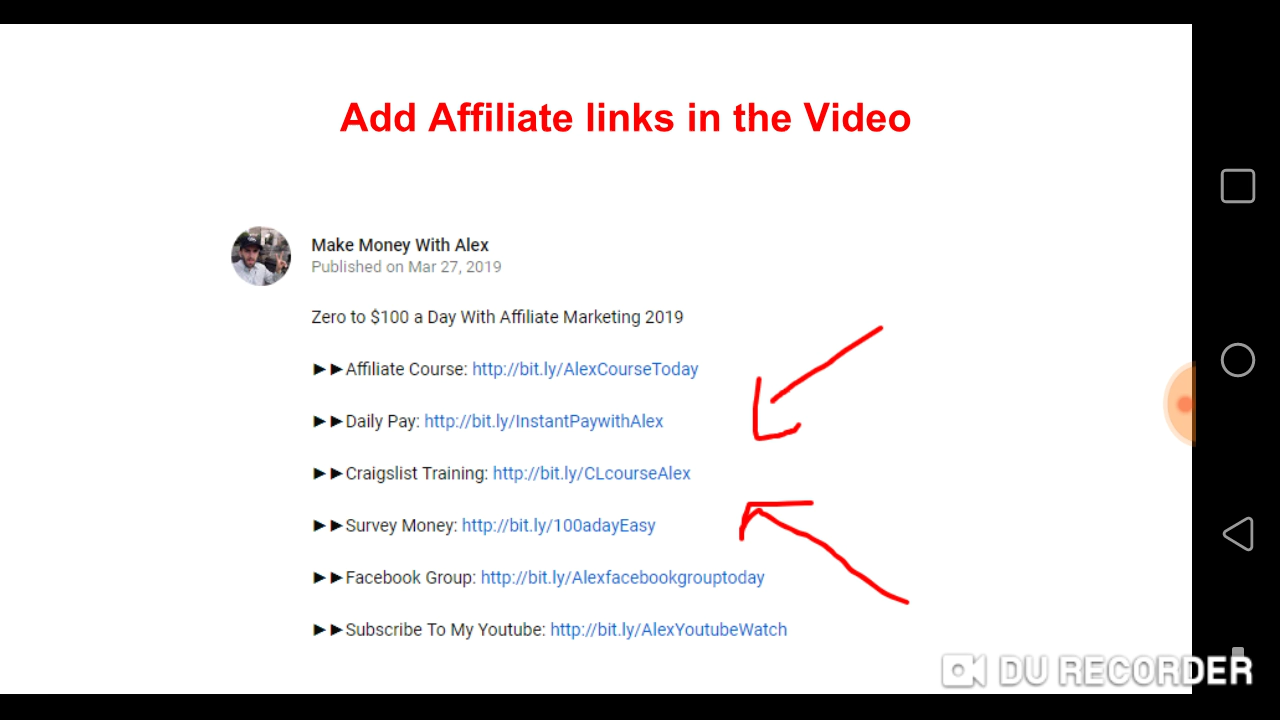 Add Affiliate links in the Video
Make Money With Alex
Published on Mar 27, 2019
Zero to $100 a Day With Affiliate Marketing 2019
►►Affiliate Course: http://bit.ly/AlexCourseToday
►►Daily Pay: http://bit.ly/InstantPaywithAlex
►►Craigslist Training: http://bit.ly/CLcourseAlex
►►Survey Money: http://bit.ly/100adayEasy
►►Facebook Group: http://bit.ly/Alexfacebookgrouptoday
►►Subscribe To My Youtube: http://bit.ly/AlexYoutubeWatch
DU RECORDER